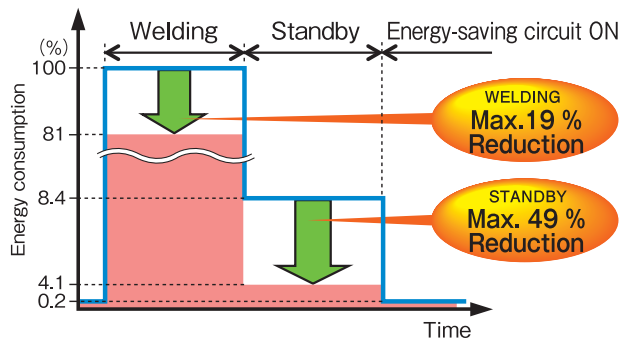 Welding Standby Energy-saving circuit ON
(%)
100
81
8.4
4.1
0.2
Energy consumption
WELDING
Max.19 %
Reduction
STANDBY
Max. 49 %
Reduction
Time